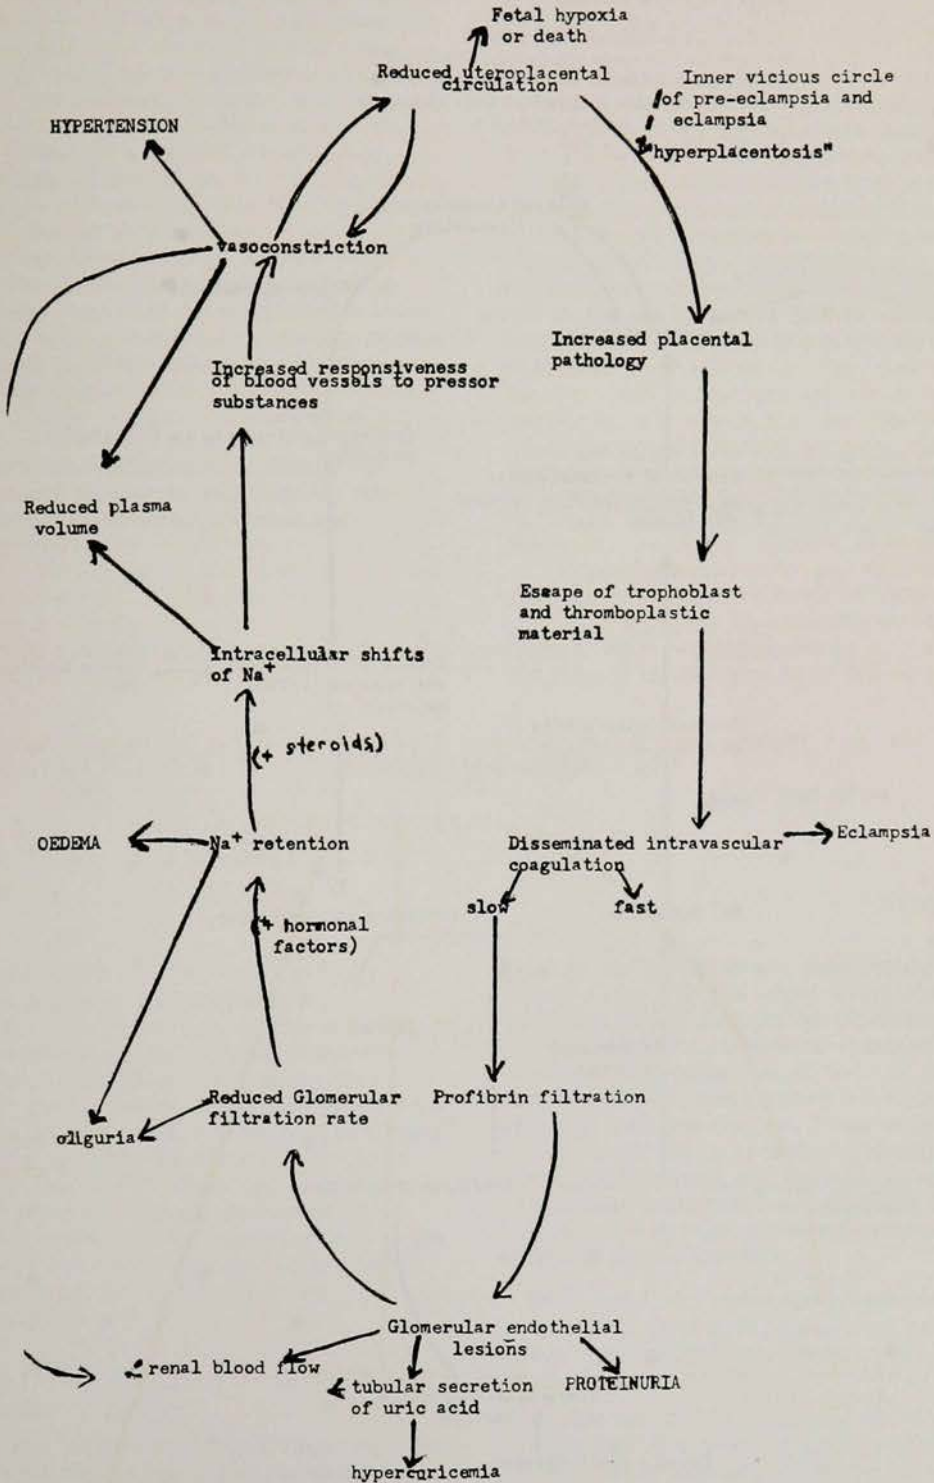 Fetal hypoxia
or death
Reduced uteroplacental
circulation
Inner vicious circle
of pre-eclampsia and
eclampsia
"hyperplacentosis"
HYPERTENSION
vasoconstriction
Increased placental
pathology
Increased responsiveness
of blood vessels to pressor
substances
Reduced plasma
volume
Escape of trophoblast
and thromboplastic
material
Intracellular shifts
of Na+
(+ steroids)
OEDEMA
Na+ retention
Disseminated intravascular
coagulation
Eclampsia
slow
fast
(+ hormonal
factors)
Reduced Glomerular
filtration rate
Profibrin filtration
oliguria
Glomerular endothelial
lesions
renal blood flow
tubular secretion
of uric acid
PROTEINURIA
hyperuricemia